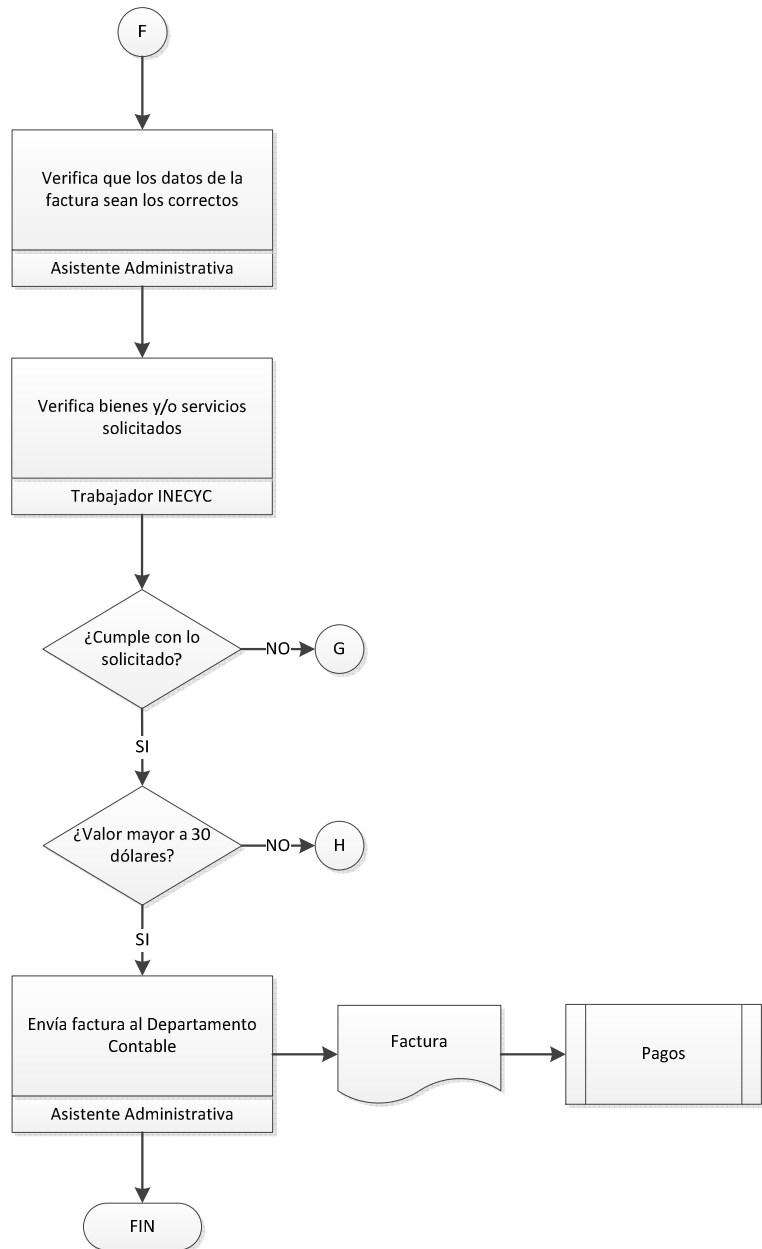 F
Verifica que los datos de la
factura sean los correctos
Asistente Administrativa
Verifica bienes y/o servicios
solicitados
Trabajador INECYC
¿Cumple con lo
solicitado?
NO
G
SI
¿Valor mayor a 30
dólares?
NO
H
SI
Envía factura al Departamento
Contable
Asistente Administrativa
Factura
Pagos
FIN